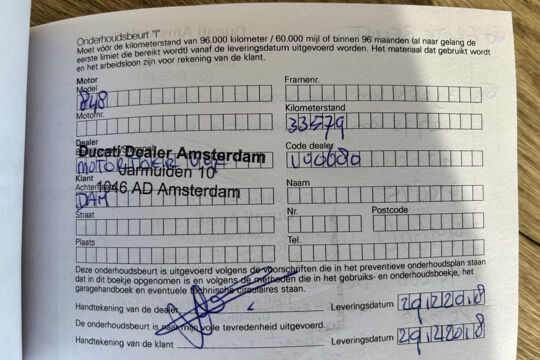 Onderhoudsbeurt "I"
Moet vóór de kilometerstand van 96.000 kilometer / 60.000 mijl of binnen 96 maanden (al naar gelang de
eerste limiet die bereikt wordt) vanaf de leveringsdatum uitgevoerd worden. Het materiaal dat gebruikt wordt
en het arbeidsloon zijn voor rekening van de klant.
Motor
Model
Framenr.
848
Motornr.
Kilometerstand
33579
Dealer
Code dealer
Ducati Dealer Amsterdam
MOTORTOER
Jarmuiden 10
Klant
Achternaam
Naam
1046 AD Amsterdam
DAM
Straat
Nr.
Postcode
Plaats
Tel.
Deze onderhoudsbeurt is uitgevoerd volgens de voorschriften die in het preventieve onderhoudsplan staan
dat in dit boekje opgenomen is en volgens de methoden die in het gebruiks- en onderhoudsboekje, het
garagehandboek en eventuele technische circulaires staan.
Handtekening van de dealer
Leveringsdatum
De onderhoudsbeurt is naar mijn volle tevredenheid uitgevoerd.
Handtekening van de klant
Leveringsdatum